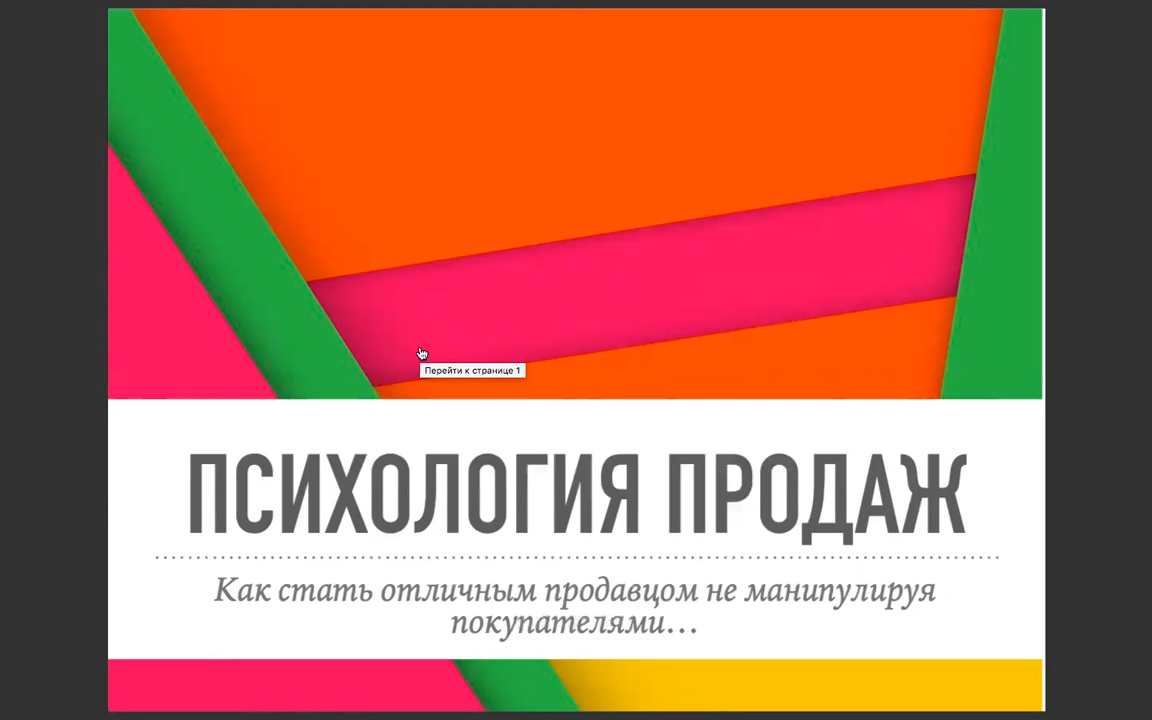 Перейти к странице 1
ПСИХОЛОГИЯ ПРОДАЖ
Как стать отличным продавцом не манипулируя
покупателями…